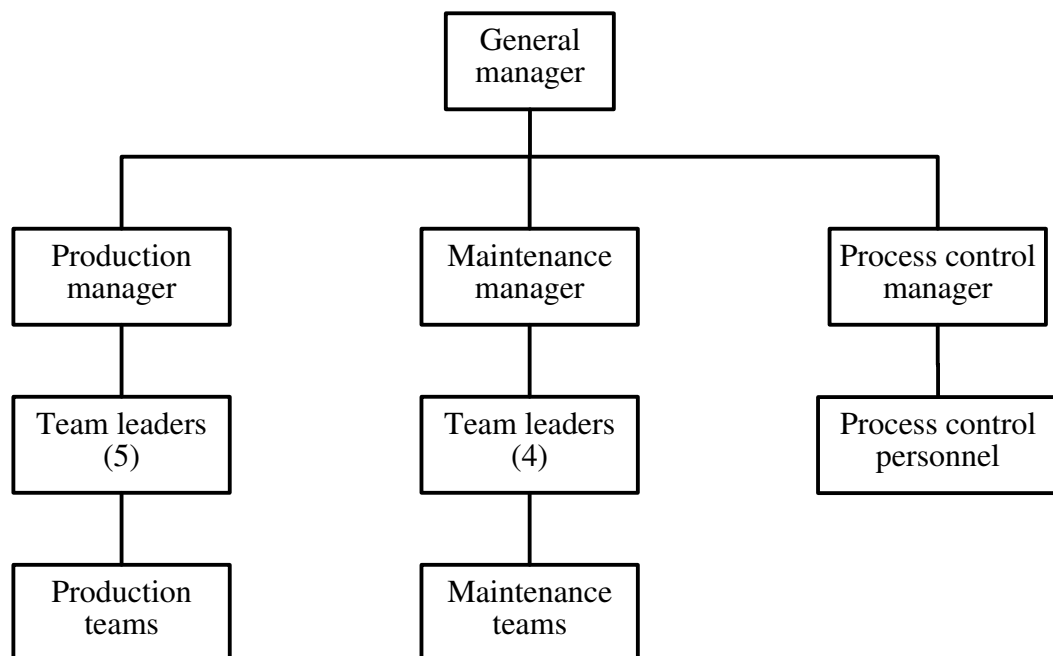 General
manager
Production
manager
Maintenance
manager
Process control
manager
Team leaders
(5)
Team leaders
(4)
Process control
personnel
Production
teams
Maintenance
teams